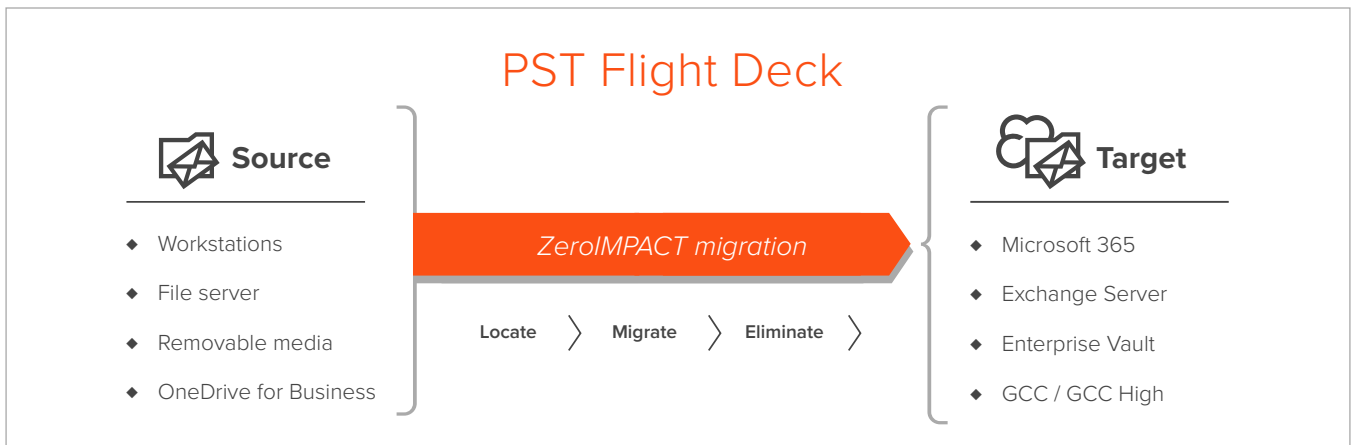 PST Flight Deck
Source
Workstations
File server
Removable media
OneDrive for Business
ZeroIMPACT migration
Locate
Migrate
Eliminate
Target
Microsoft 365
Exchange Server
Enterprise Vault
GCC / GCC High